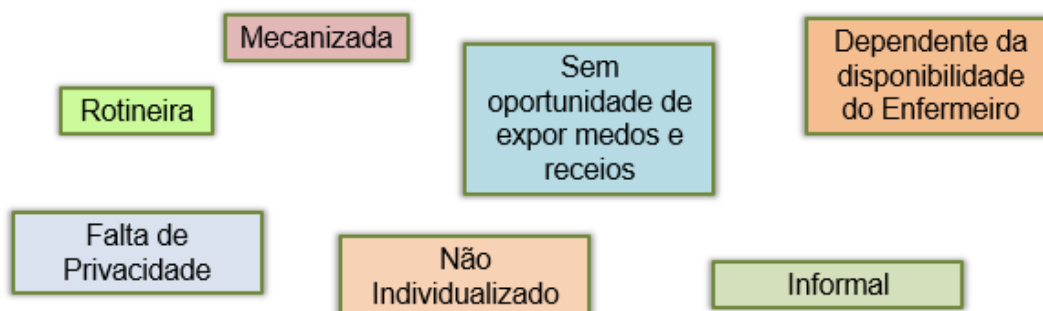 Mecanizada
Rotineira
Sem
oportunidade de
expor medos e
receios
Dependente da
disponibilidade
do Enfermeiro
Falta de
Privacidade
Não
Individualizado
Informal